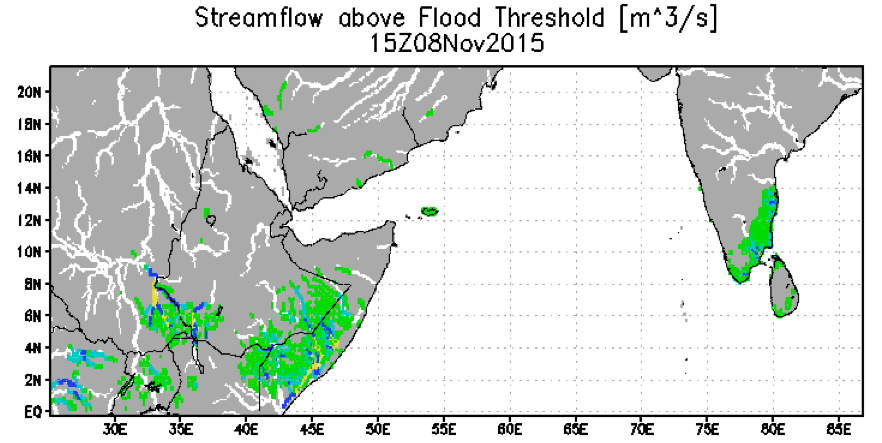 Streamflow above Flood Threshold [m^3/s]
15Z08Nov2015
20N
18N
16N
14N
12N
10N
8N
6N
4N
2N
EQ
30E 35E 40E 45E 50E 55E 60E 65E 70E 75E 80E 85E